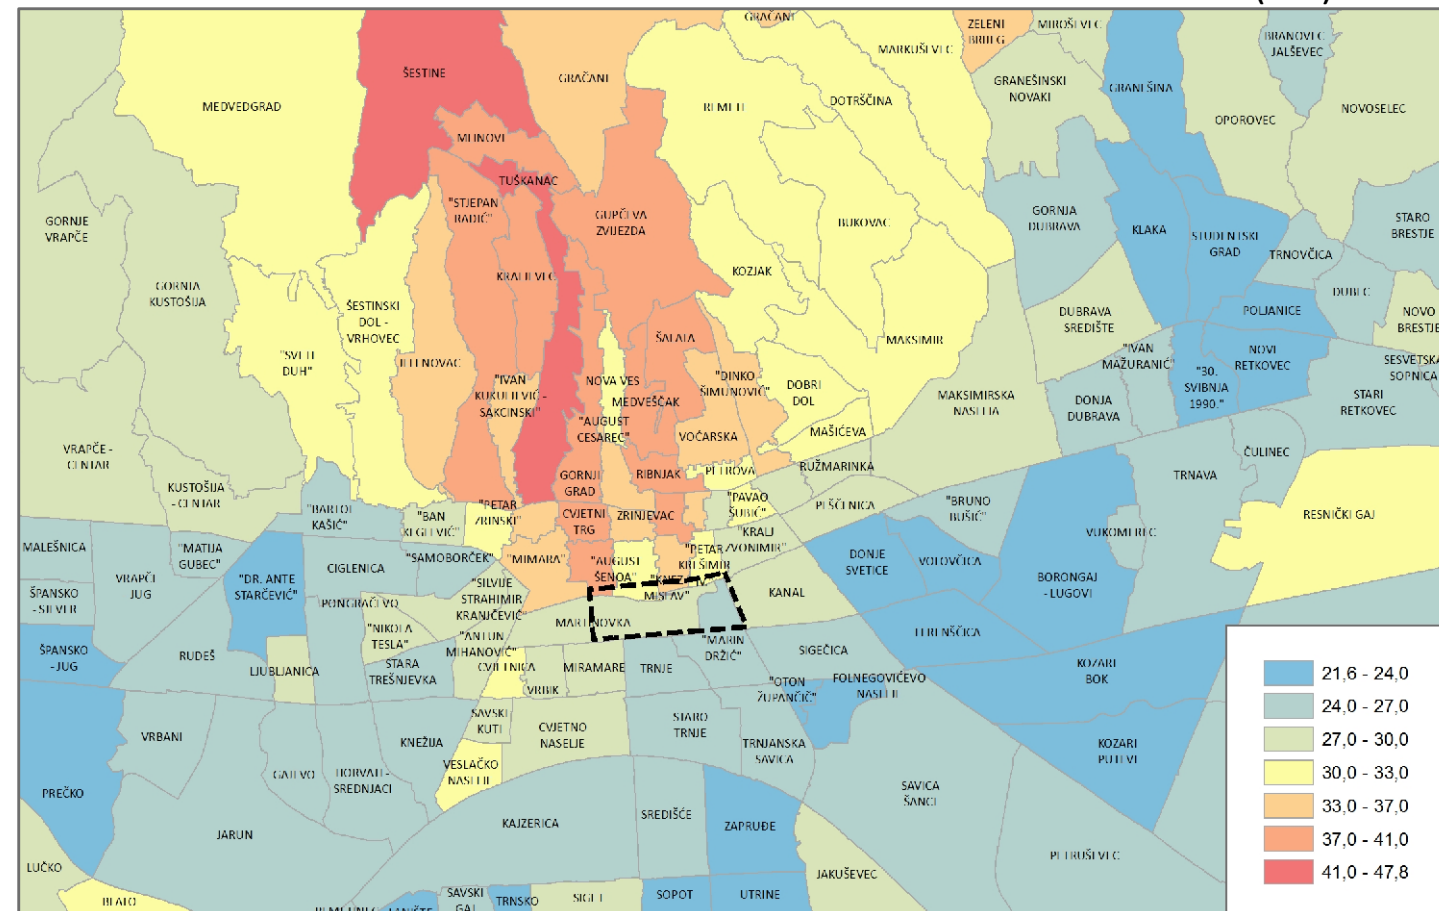 GRAČANI
ZELENI
BRIJEG
MIROŠEVEC
BRANOVEC
JALŠEVEC
ŠESTINE
GRAČANI
MARKUŠEVEC
GRANEŠINSKI
NOVAKI
GRANEŠINA
MEDVEDGRAD
REMETE
DOTRŠČINA
OPOROVEC
NOVOSELEC
MLINOVI
TUŠKANAC
"STJEPAN
RADIĆ"
GUPČEVA
ZVIJEZDA
BUKOVAC
GORNJA
DUBRAVA
KLAKA
STUDENTSKI
GRAD
STARO
BRESTJE
GORNJE
VRAPČE
TRNOVČICA
GORNJA
KUSTOŠIJA
KRALJEVEC
KOZJAK
DUBEC
ŠESTINSKI
DOL -
VRHOVEC
DUBRAVA
SREDIŠTE
POLJANICE
NOVO
BRESTJE
ŠALATA
MAKSIMIR
"SVETI
DUH"
JELENOVAC
"IVAN
MAŽURANIĆ"
NOVI
RETKOVEC
SESVETSKA
SOPNICA
"IVAN
KUKULJEVIĆ -
SAKCINSKI"
NOVA VES
MEDVEŠČAK
"DINKO
ŠIMUNOVIĆ"
DOBRI
DOL
MAKSIMIRSKA
NASELJA
DONJA
DUBRAVA
"30.
SVIBNJA
1990."
STARI
RETKOVEC
"AUGUST
CESAREC"
VOĆARSKA
MAŠIĆEVA
VRAPČE -
CENTAR
ČULINEC
GORNJI
GRAD
RIBNJAK
PETROVA
RUŽMARINKA
TRNAVA
KUSTOŠIJA
- CENTAR
"BARTOL
KAŠIĆ"
"BAN
KEGLEVIĆ"
"PETAR
ZRINSKI"
CVJETNI
TRG
ZRINJEVAC
"PAVAO
ŠUBIĆ"
PEŠČENICA
"BRUNO
BUŠIĆ"
RESNIČKI GAJ
MALEŠNICA
"MATIJA
GUBEC"
"KRALJ
ZVONIMIR"
VUKOMEREC
"SAMOBORČEK"
"MIMARA"
"AUGUST
ŠENOA"
"PETAR
KREŠIMIR
IV."
DONJE
SVETICE
VOLOVČICA
CIGLENICA
VRAPČE
JUG
"DR. ANTE
STARČEVIĆ"
BORONGAJ
- LUGOVI
ŠPANSKO
- SJEVER
"SILVIJE
STRAHIMIR
KRANJČEVIĆ"
"KNEZ
MISLAV"
KANAL
PONGRAČEVO
MARTINOVKA
"NIKOLA
TESLA"
FERENŠČICA
ŠPANSKO
- JUG
RUDEŠ
"ANTUN
MIHANOVIĆ"
"MARIN
DRŽIĆ"
SIGEČICA
LJUBLJANICA
STARA
TREŠNJEVKA
CVJETNICA
MIRAMARE
TRNJE
KOZARI
BOK
VRBIK
"OTON
ŽUPANČIČ"
FOLNEGOVIĆEVO
NASELJE
VRBANI
SAVSKI
KUTI
CVJETNO
NASELJE
STARO
TRNJE
KNEŽIJA
TRNJANSKA
SAVICA
KOZARI
PUTEVI
GAJEVO
HORVATI -
SREDNJACI
VESLAČKO
NASELJE
PREČKO
SAVICA
ŠANCI
JARUN
KAJZERICA
SREDIŠĆE
ZAPRUĐE
LUČKO
JAKUŠEVEC
PETRUŠEVEC
BLATO
SAVSKI
GAJ
TRNSKO
SIGET
SOPOT
UTRINE
21,6 - 24,0
24,0 - 27,0
27,0 - 30,0
30,0 - 33,0
33,0 - 37,0
37,0 - 41,0
41,0 - 47,8